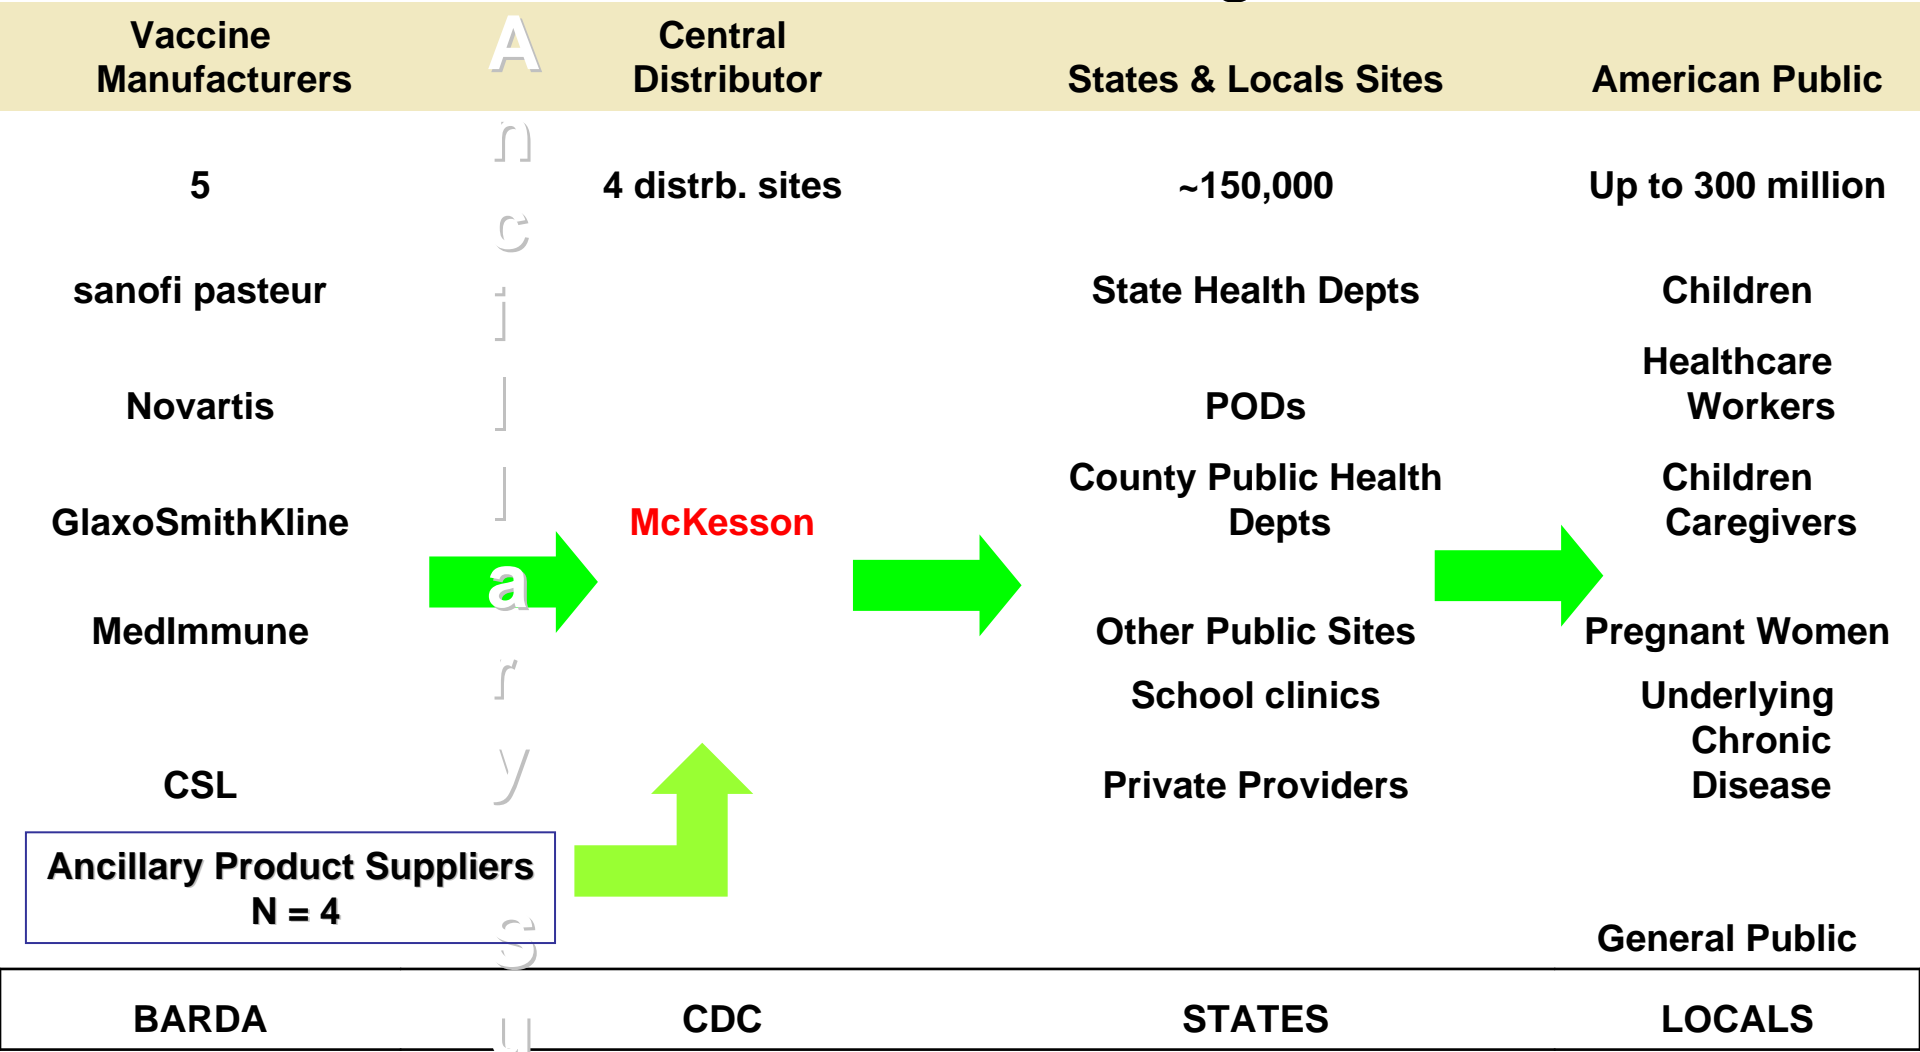 Vaccine
Manufacturers
Central
Distributor
States & Locals Sites
American Public
5
4 distrb. sites
~150,000
Up to 300 million
sanofi pasteur
State Health Depts
Children
Novartis
PODs
Healthcare
Workers
GlaxoSmithKline
McKesson
County Public Health
Depts
Children
Caregivers
MedImmune
Other Public Sites
Pregnant Women
School clinics
Underlying
Chronic
Disease
CSL
Private Providers
Ancillary Product Suppliers
N = 4
General Public
BARDA
CDC
STATES
LOCALS
A
n
c
i
l
l
a
r
y
s
u